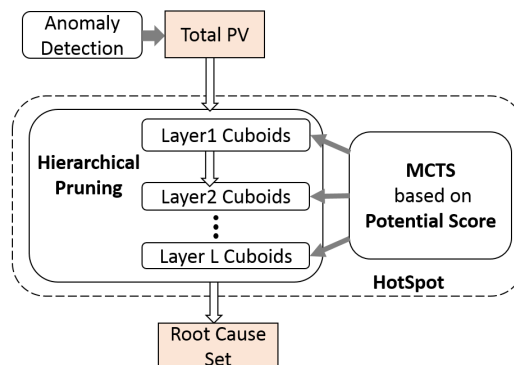 Anomaly
Detection
Total PV
Layer1 Cuboids
Hierarchical
Pruning
Layer2 Cuboids
Layer L Cuboids
MCTS
based on
Potential Score
HotSpot
Root Cause
Set